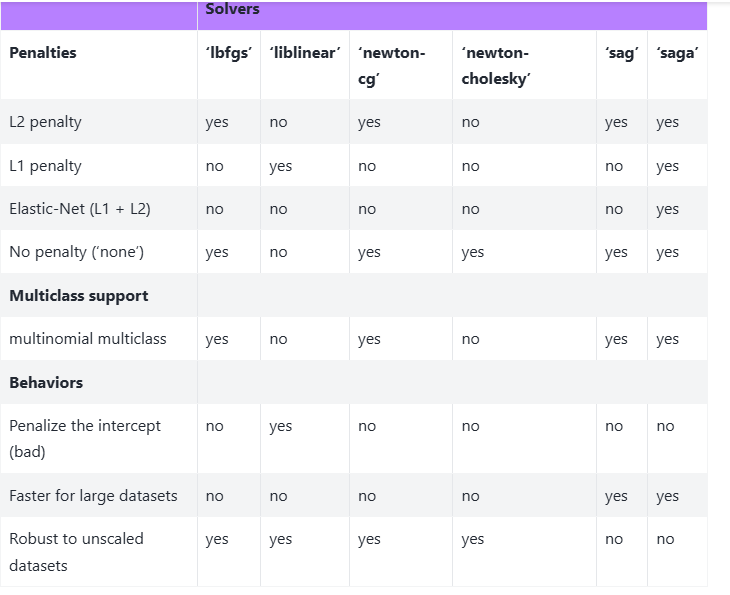 Solvers
Penalties ‘lbfgs’ ‘liblinear’ ‘newton-cg’ ‘newton-cholesky’ ‘sag’ ‘saga’
L2 penalty yes no yes no yes yes
L1 penalty no yes no no no yes
Elastic-Net (L1 + L2) no no no no no yes
No penalty (‘none’) yes no yes yes yes yes
Multiclass support
multinomial multiclass yes no yes no yes yes
Behaviors
Penalize the intercept (bad) no yes no no no no
Faster for large datasets no no no no yes yes
Robust to unscaled datasets yes yes yes yes no no